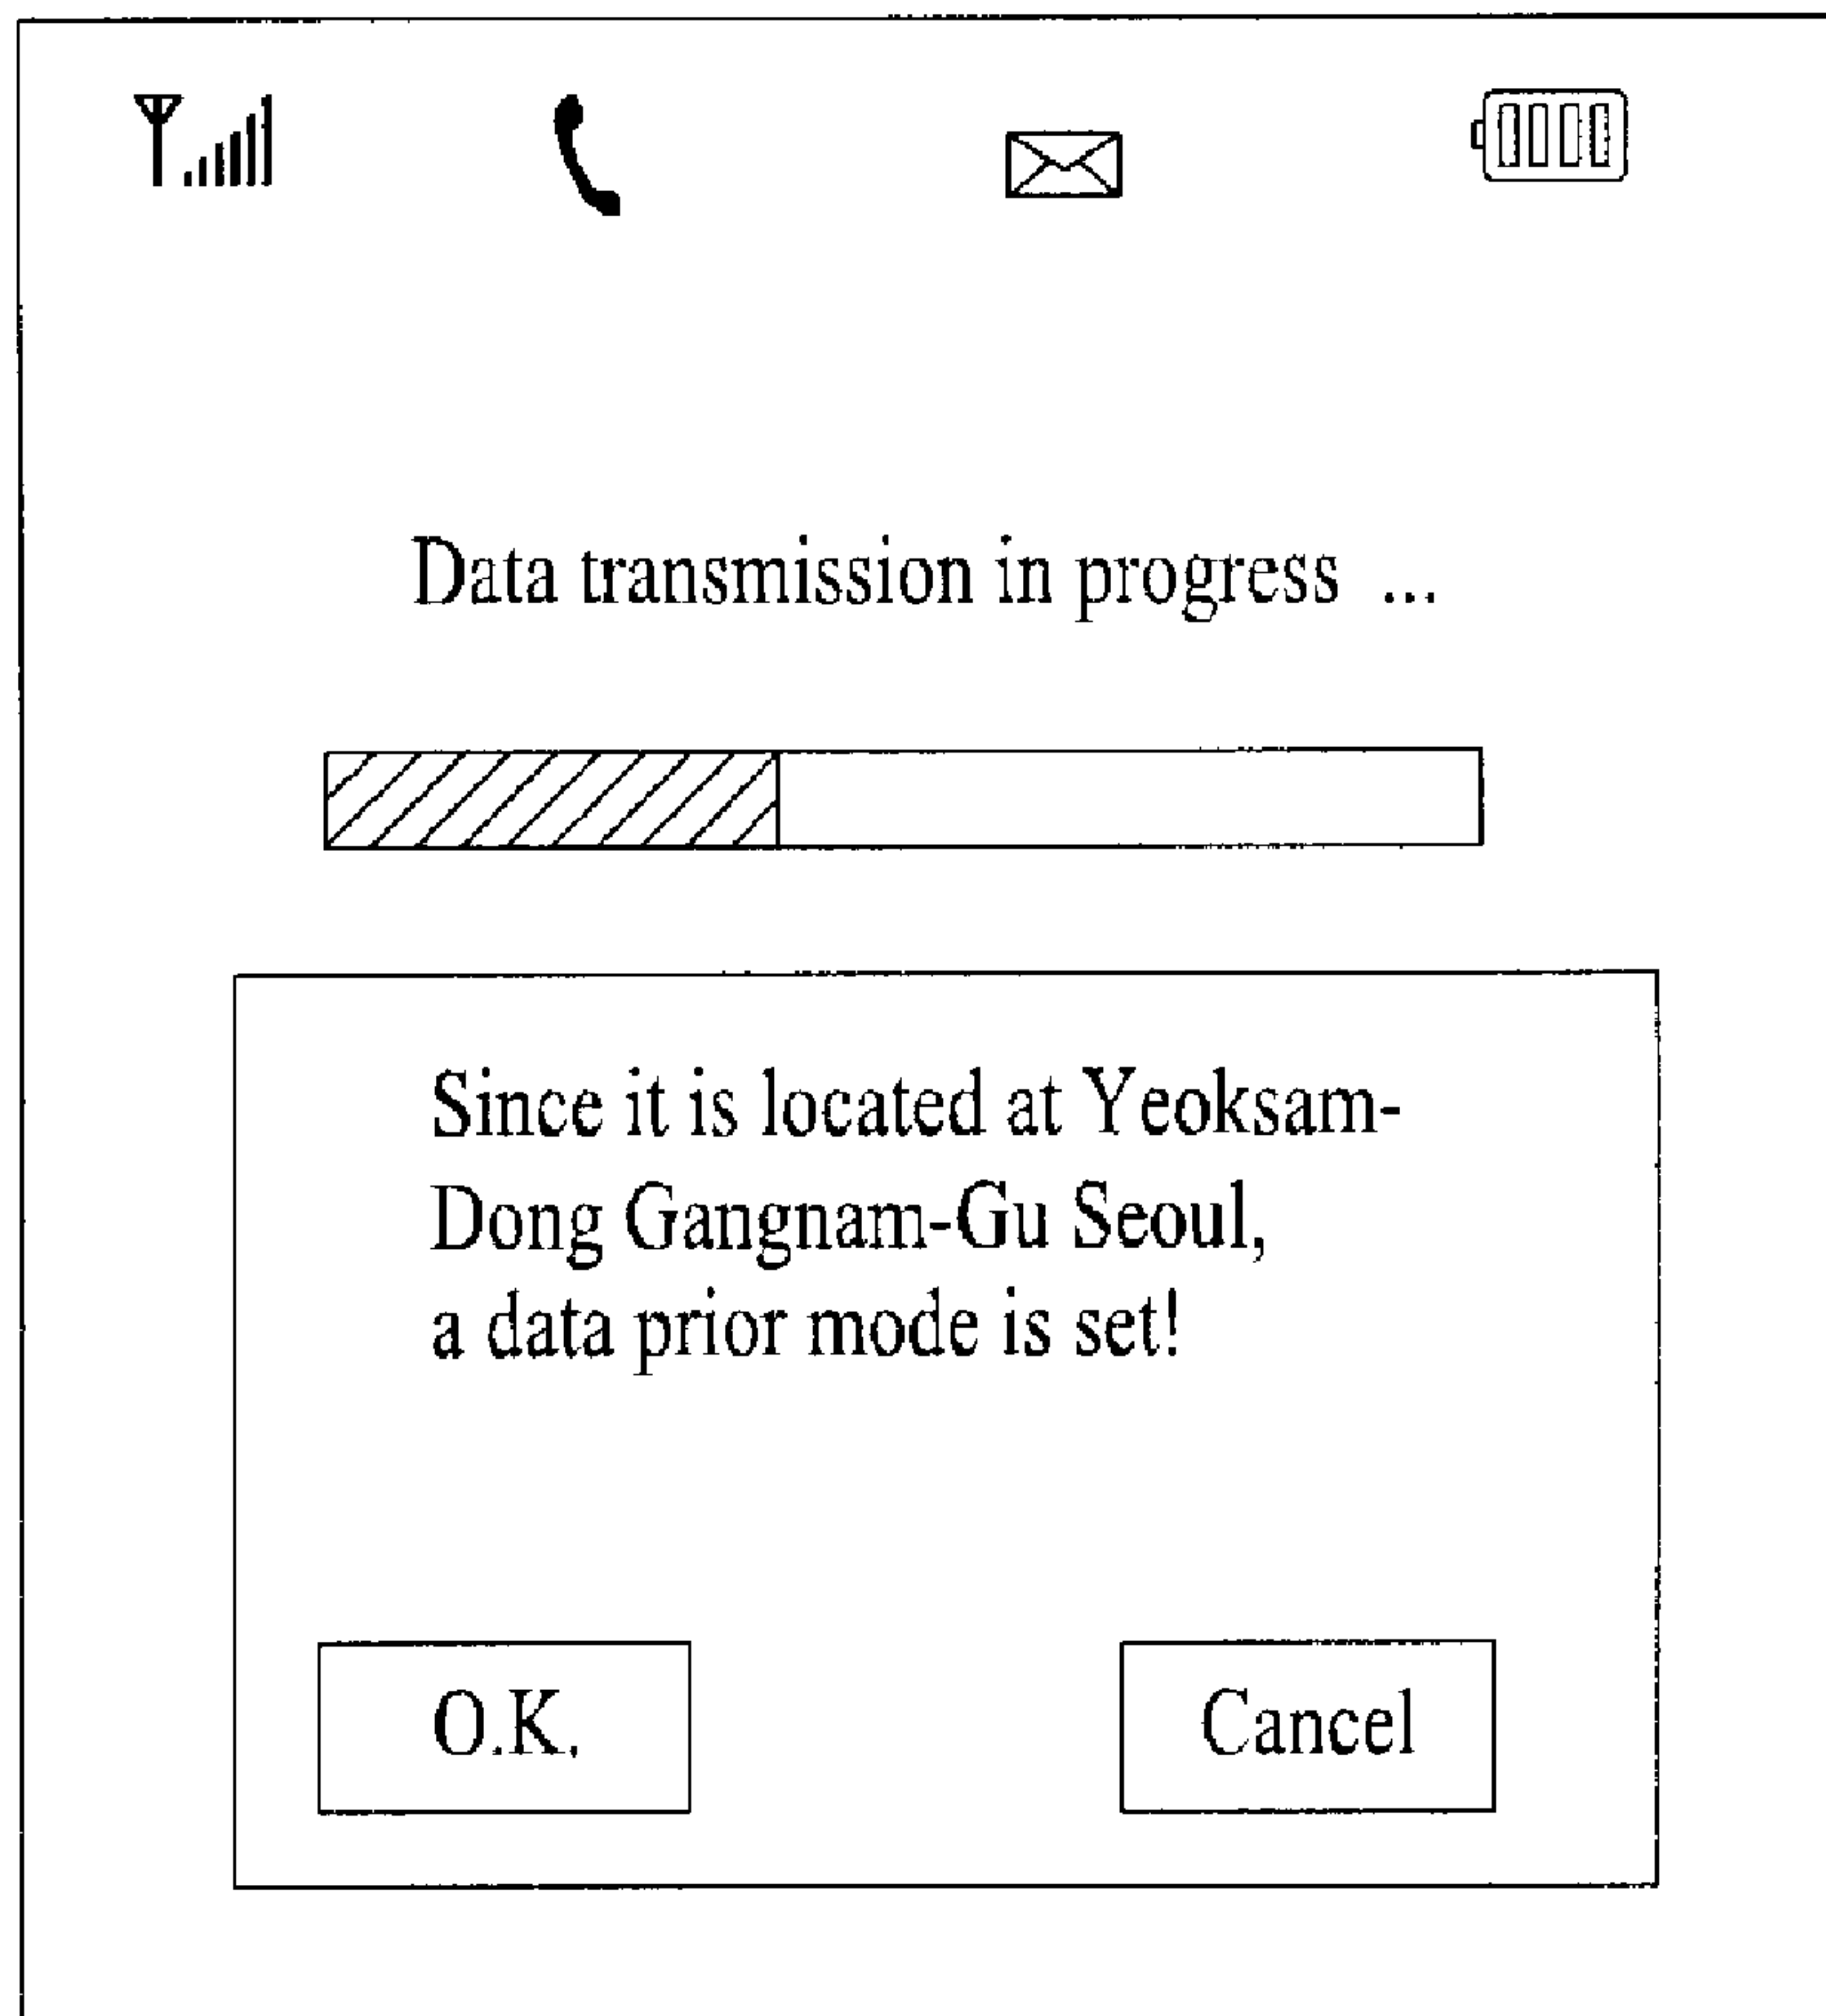 Data transmission in progress ...
Since it is located at Yeoksam-
Dong Gangnam-Gu Seoul,
a data prior mode is set!
O.K.
Cancel